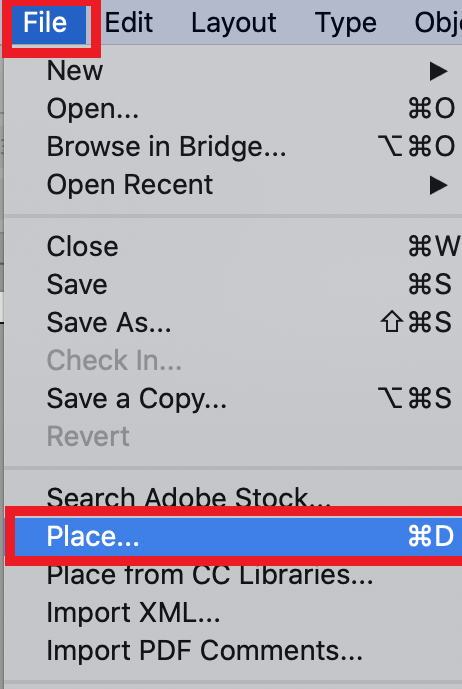 File Edit Layout Type Obj
New ▶
Open... ⌘O
Browse in Bridge... ⌥⌘O
Open Recent ▶
Close ⌘W
Save ⌘S
Save As... ⇧⌘S
Check In...
Save a Copy... ⌥⌘S
Revert
Search Adobe Stock...
Place... ⌘D
Place from CC Libraries...
Import XML...
Import PDF Comments...